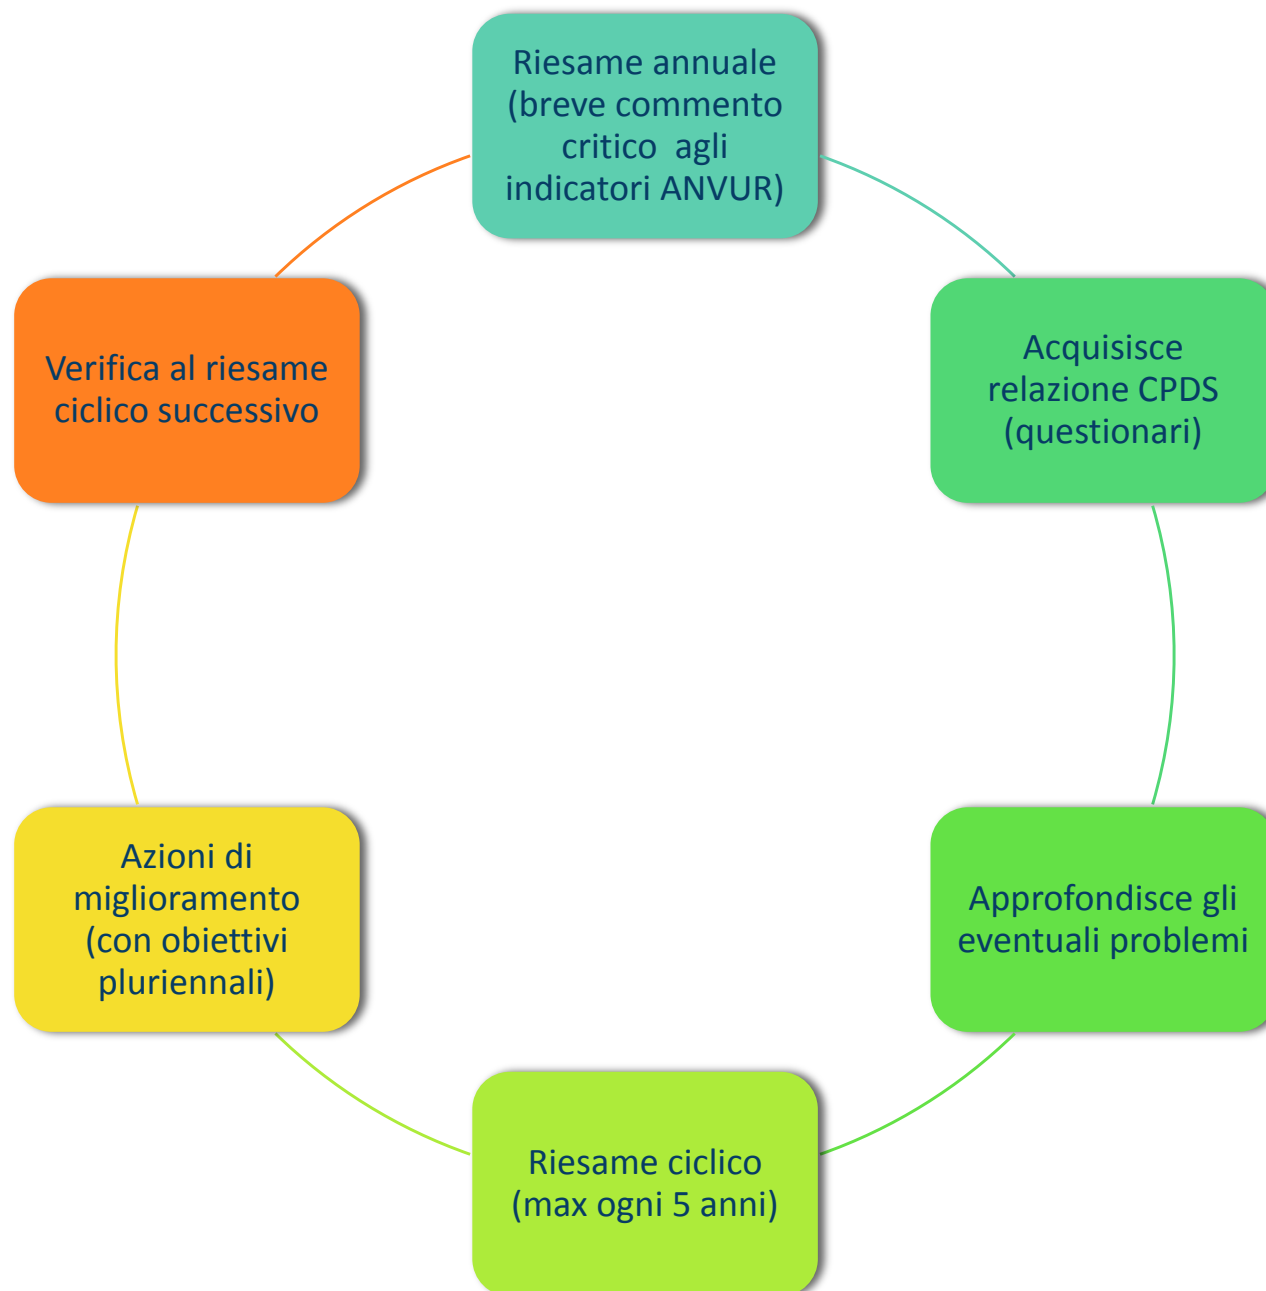 Riesame annuale
(breve commento
critico agli
indicatori ANVUR)
Acquisisce
relazione CPDS
(questionari)
Approfondisce gli
eventuali problemi
Riesame ciclico
(max ogni 5 anni)
Azioni di
miglioramento
(con obiettivi
pluriennali)
Verifica al riesame
ciclico successivo